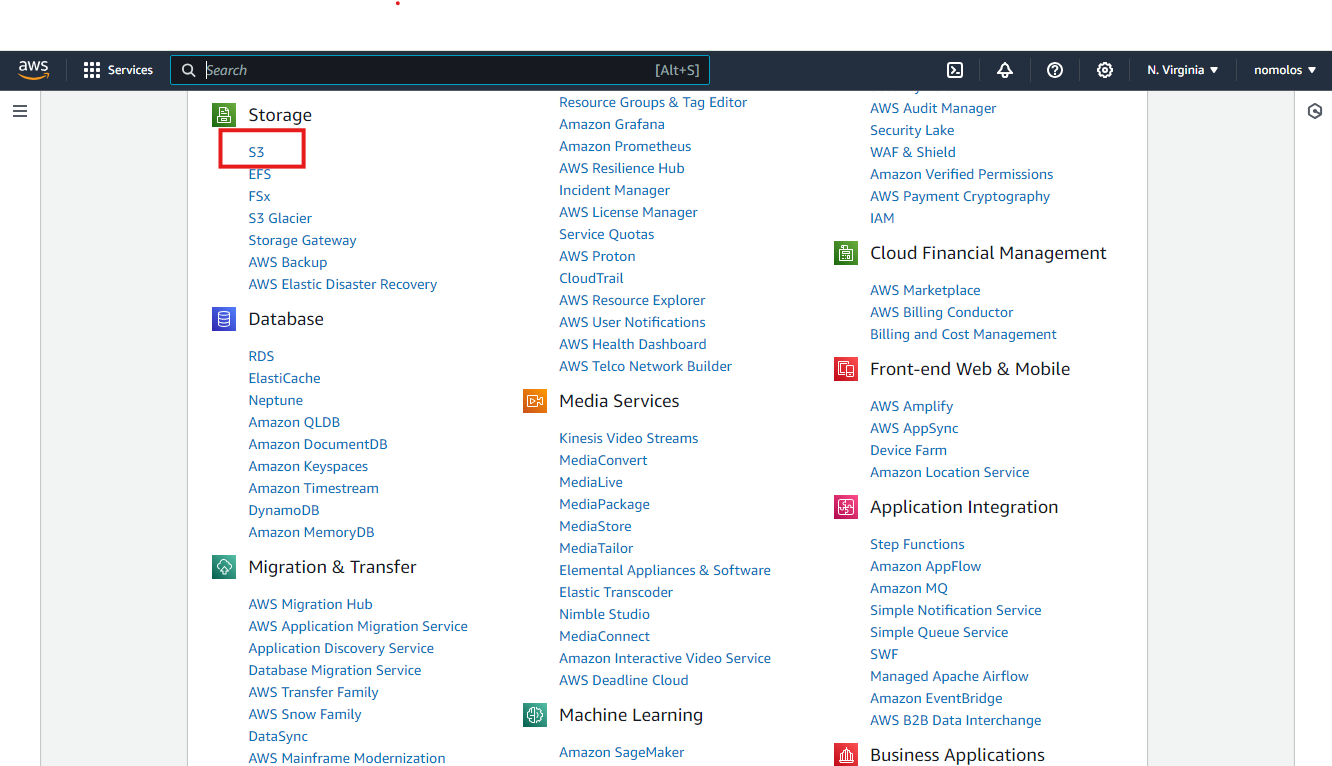 aws
Services
Search
[Alt+S]
N. Virginia
nomolos
Storage
S3
EFS
FSx
S3 Glacier
Storage Gateway
AWS Backup
AWS Elastic Disaster Recovery
Database
RDS
ElastiCache
Neptune
Amazon QLDB
Amazon DocumentDB
Amazon Keyspaces
Amazon Timestream
DynamoDB
Amazon MemoryDB
Migration & Transfer
AWS Migration Hub
AWS Application Migration Service
Application Discovery Service
Database Migration Service
AWS Transfer Family
AWS Snow Family
DataSync
AWS Mainframe Modernization
Resource Groups & Tag Editor
Amazon Grafana
Amazon Prometheus
AWS Resilience Hub
Incident Manager
AWS License Manager
Service Quotas
AWS Proton
CloudTrail
AWS Resource Explorer
AWS User Notifications
AWS Health Dashboard
AWS Telco Network Builder
Media Services
Kinesis Video Streams
MediaConvert
MediaLive
MediaPackage
MediaStore
MediaTailor
Elemental Appliances & Software
Elastic Transcoder
Nimble Studio
MediaConnect
Amazon Interactive Video Service
AWS Deadline Cloud
Machine Learning
Amazon SageMaker
AWS Audit Manager
Security Lake
WAF & Shield
Amazon Verified Permissions
AWS Payment Cryptography
IAM
Cloud Financial Management
AWS Marketplace
AWS Billing Conductor
Billing and Cost Management
Front-end Web & Mobile
AWS Amplify
AWS AppSync
Device Farm
Amazon Location Service
Application Integration
Step Functions
Amazon AppFlow
Amazon MQ
Simple Notification Service
Simple Queue Service
SWF
Managed Apache Airflow
Amazon EventBridge
AWS B2B Data Interchange
Business Applications